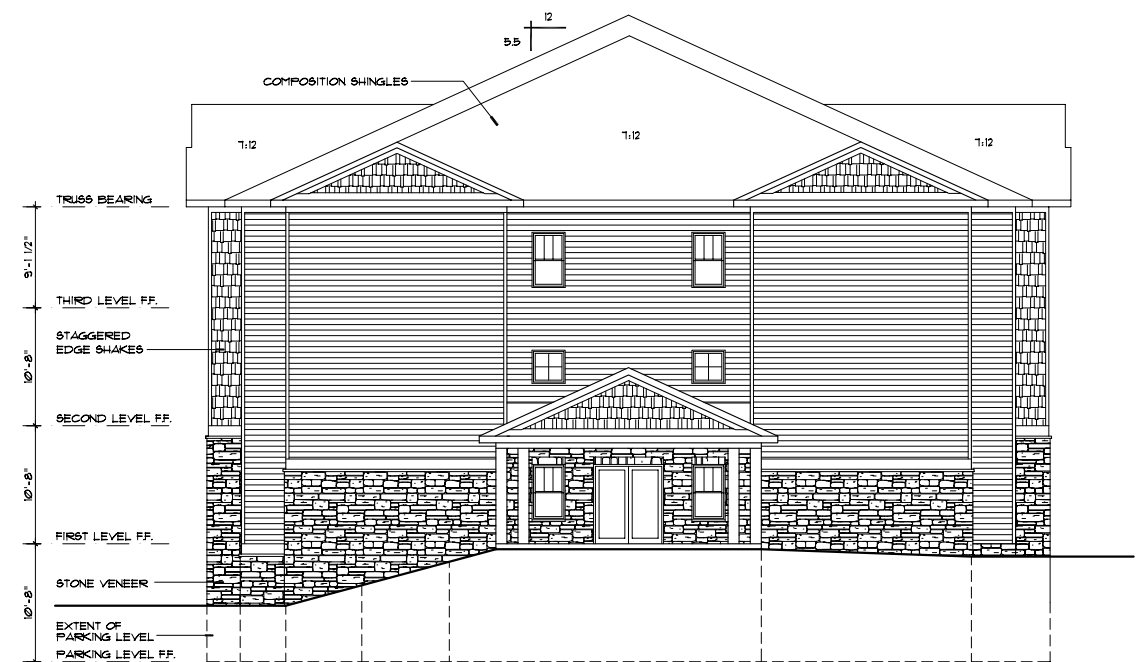 12
5.5
COMPOSITION SHINGLES
7:12
7:12
7:12
TRUSS BEARING
9'-1 1/2"
THIRD LEVEL F.F.
STAGGERED
EDGE SHAKES
10'-8"
SECOND LEVEL F.F.
10'-8"
FIRST LEVEL F.F.
STONE VENEER
10'-8"
EXTENT OF
PARKING LEVEL
PARKING LEVEL F.F.